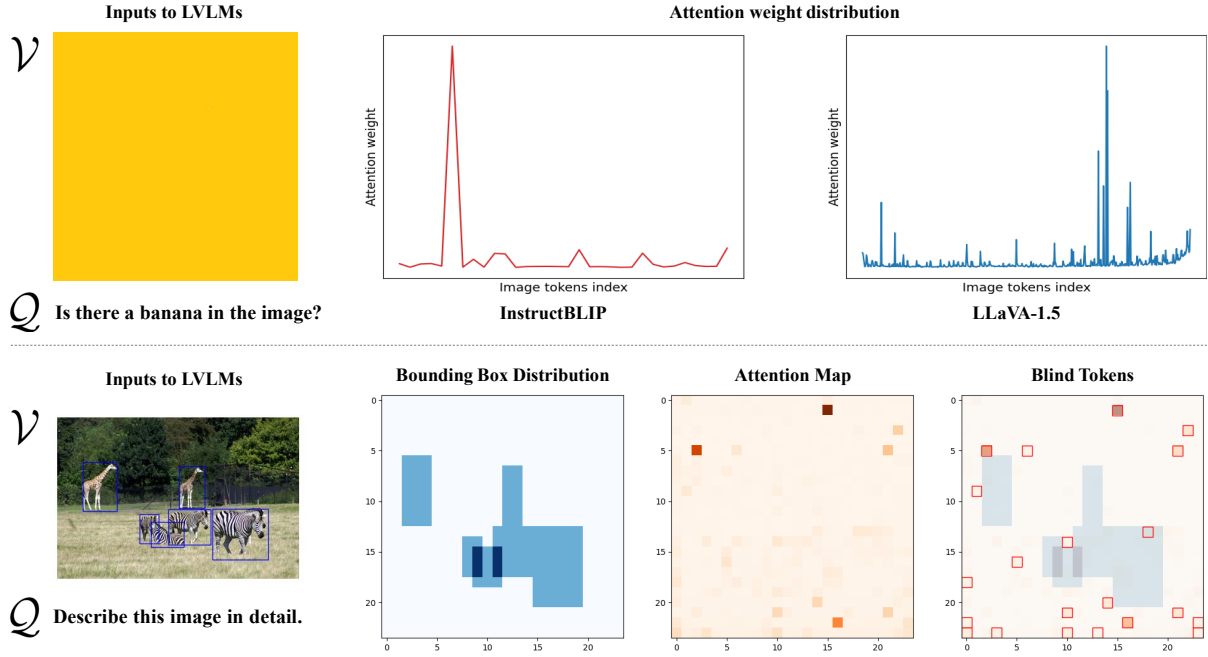 Inputs to LVLMs
Attention weight distribution
𝒱
Attention weight
Image tokens index
Attention weight
Image tokens index
𝒬 Is there a banana in the image?
InstructBLIP
LLaVA-1.5
Inputs to LVLMs
Bounding Box Distribution
Attention Map
Blind Tokens
𝒱
0
5
10
15
20
0 5 10 15 20
0
5
10
15
20
0 5 10 15 20
0
5
10
15
20
0 5 10 15 20
𝒬 Describe this image in detail.